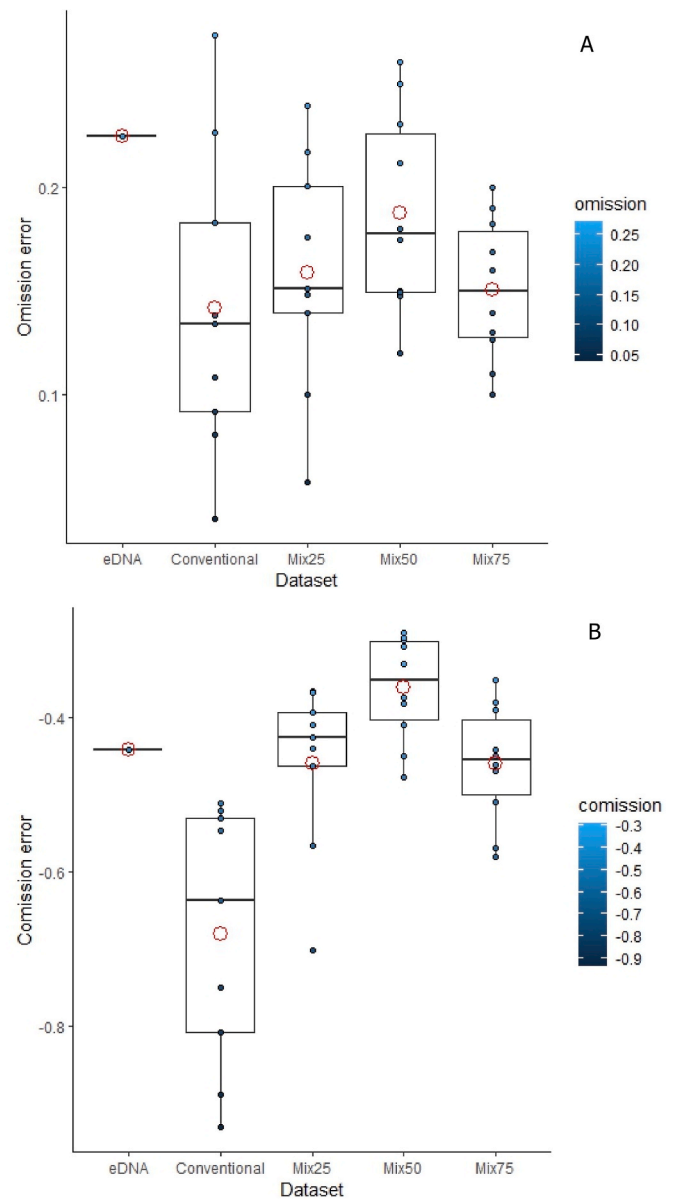 A
Omission error
0.2
0.1
eDNA Conventional Mix25 Mix50 Mix75
Dataset
omission
0.25
0.20
0.15
0.10
0.05
B
Comission error
-0.4
-0.6
-0.8
eDNA Conventional Mix25 Mix50 Mix75
Dataset
comission
-0.3
-0.4
-0.5
-0.6
-0.7
-0.8
-0.9